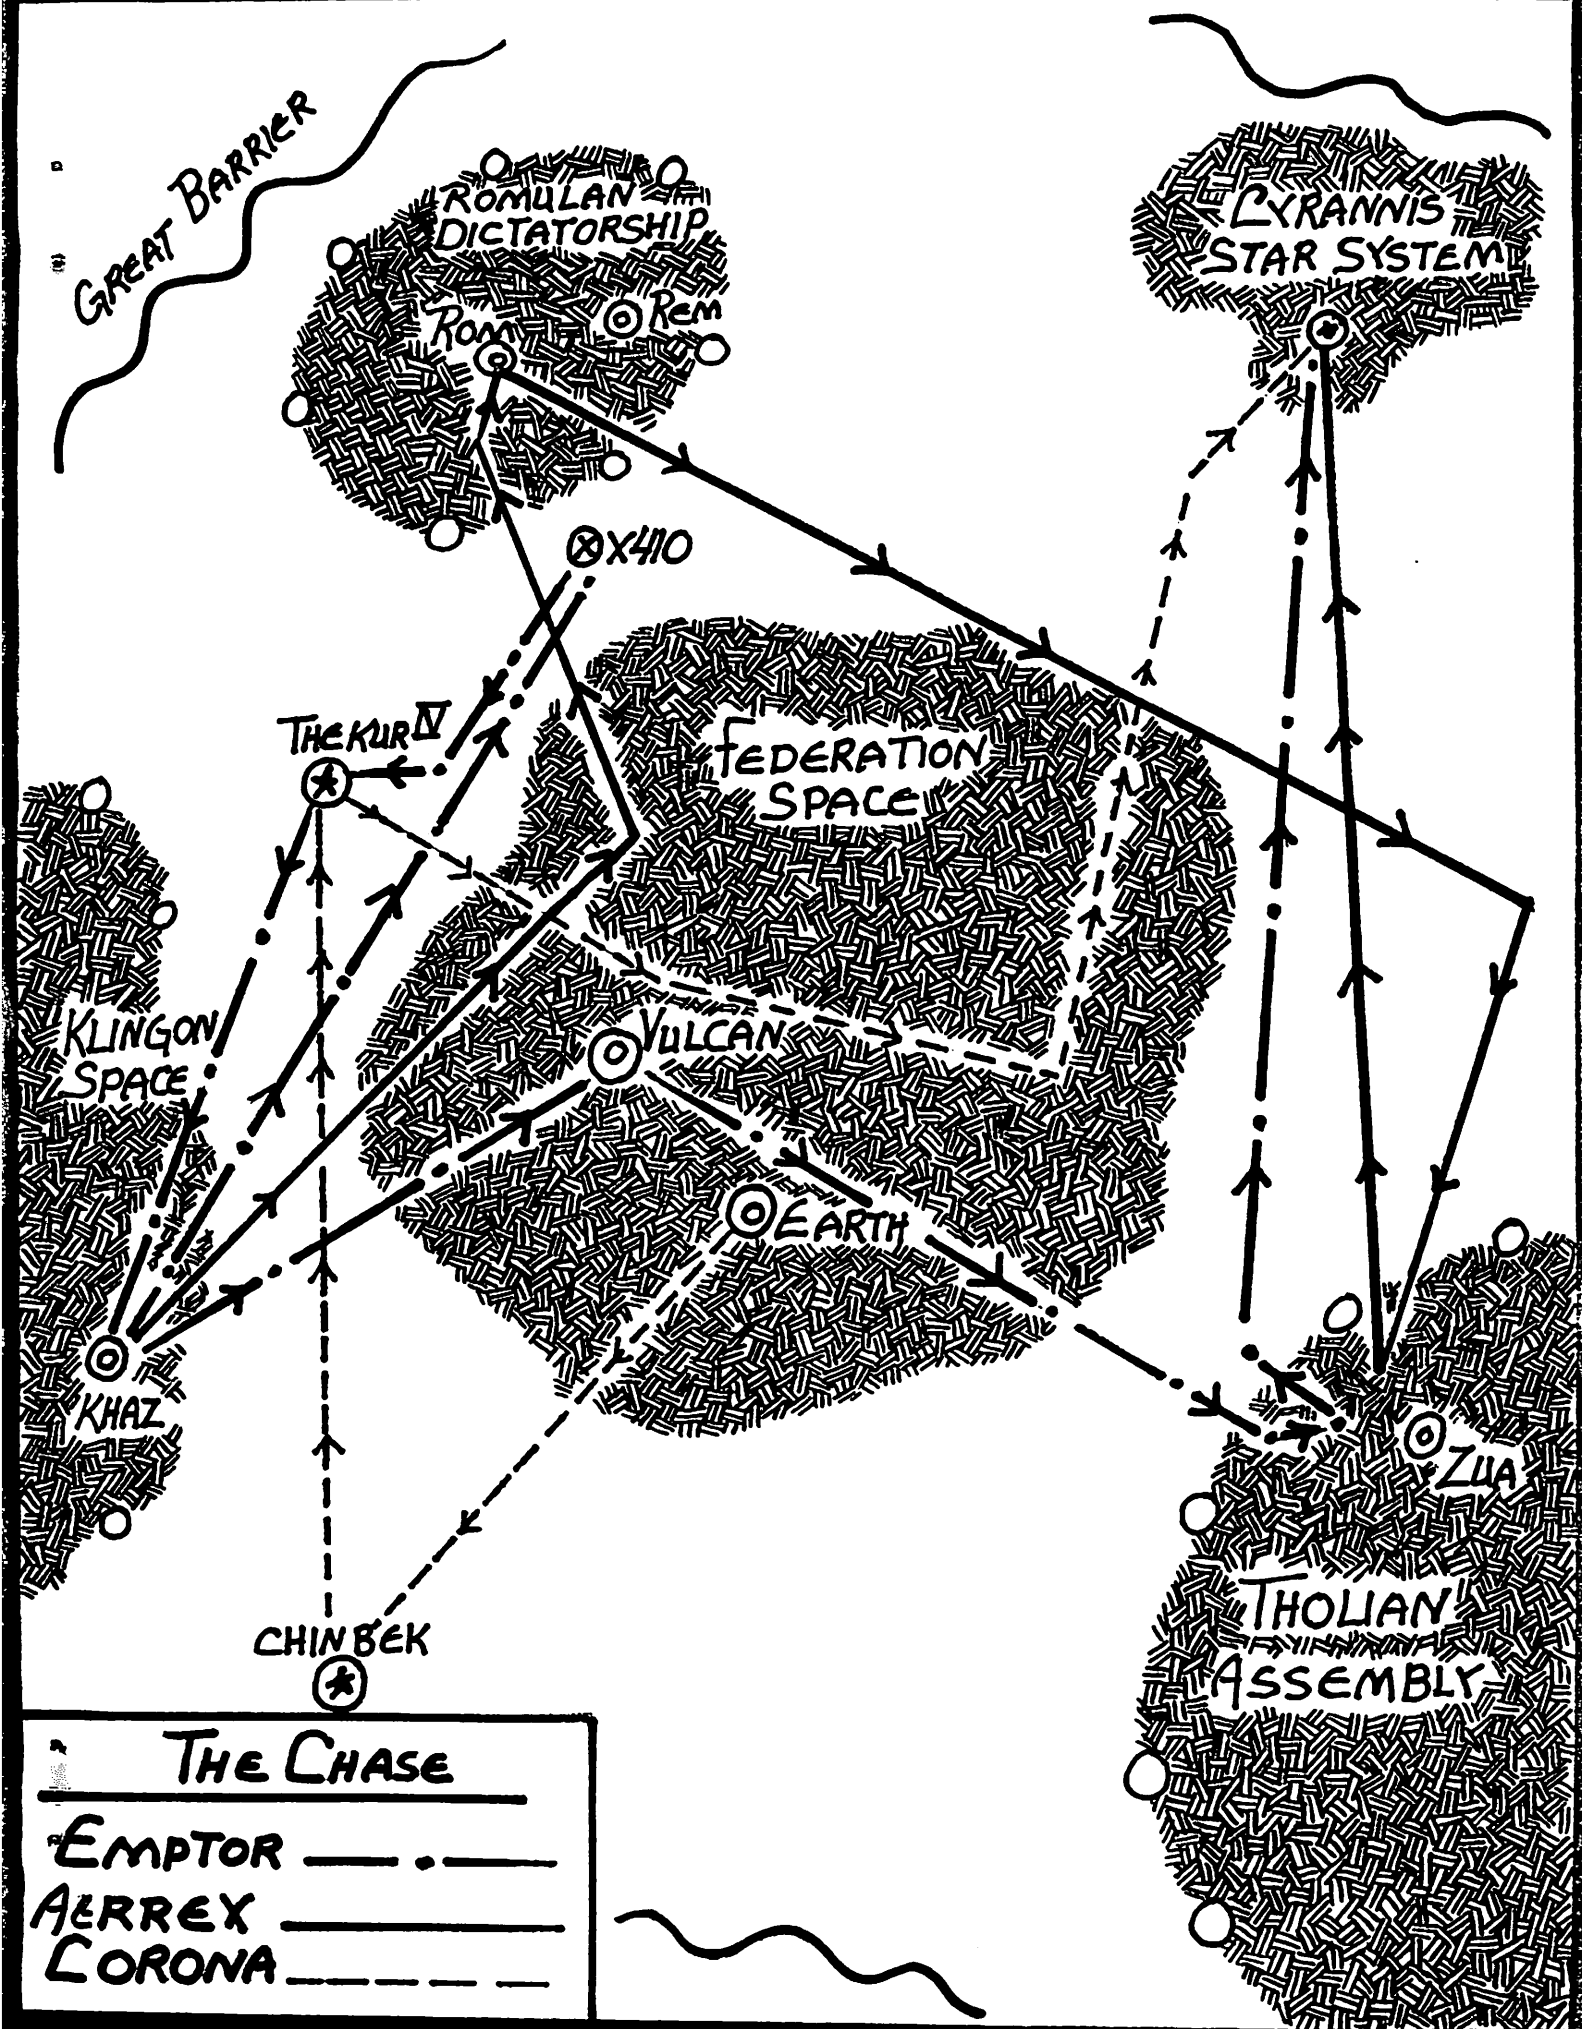 GREAT BARRIER
ROMULAN
DICTATORSHIP
ROM
REM
CYRANNIS
STAR SYSTEM
X410
THEKUR IV
FEDERATION
SPACE
KLINGON
SPACE
VULCAN
EARTH
KHAZ
ZUA
CHINBEK
THOLIAN
ASSEMBLY
THE CHASE
EMPTOR
AERREX
CORONA